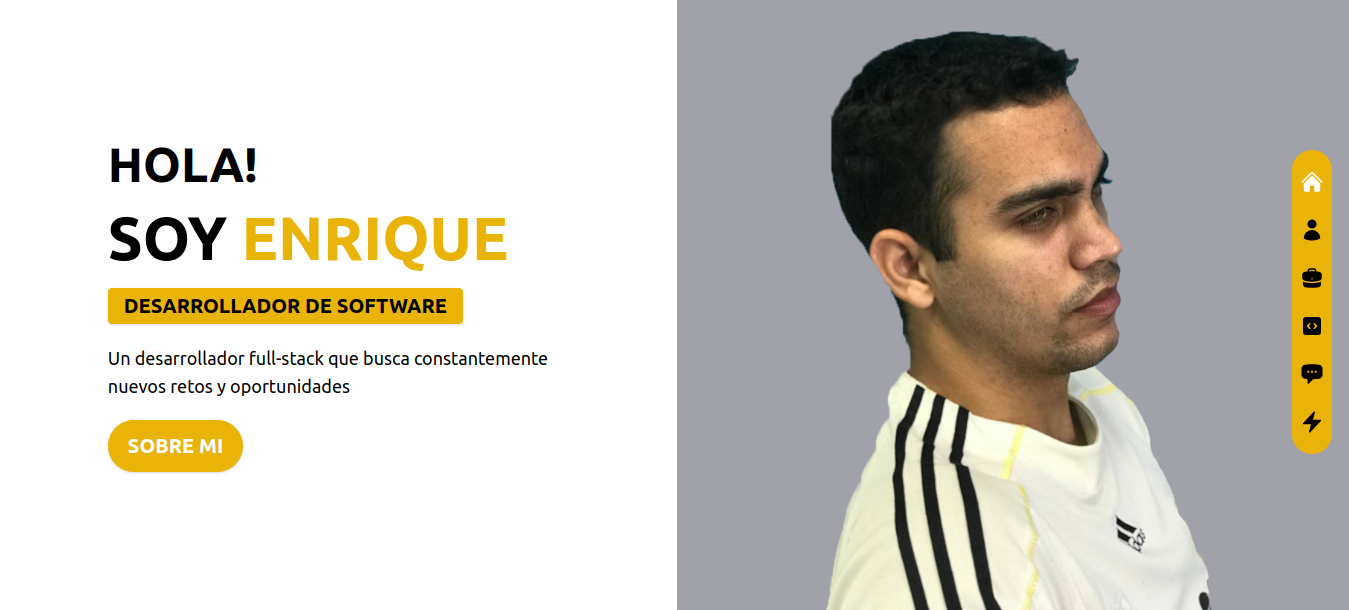 HOLA!
SOY ENRIQUE
DESARROLLADOR DE SOFTWARE
Un desarrollador full-stack que busca constantemente
nuevos retos y oportunidades
SOBRE MI